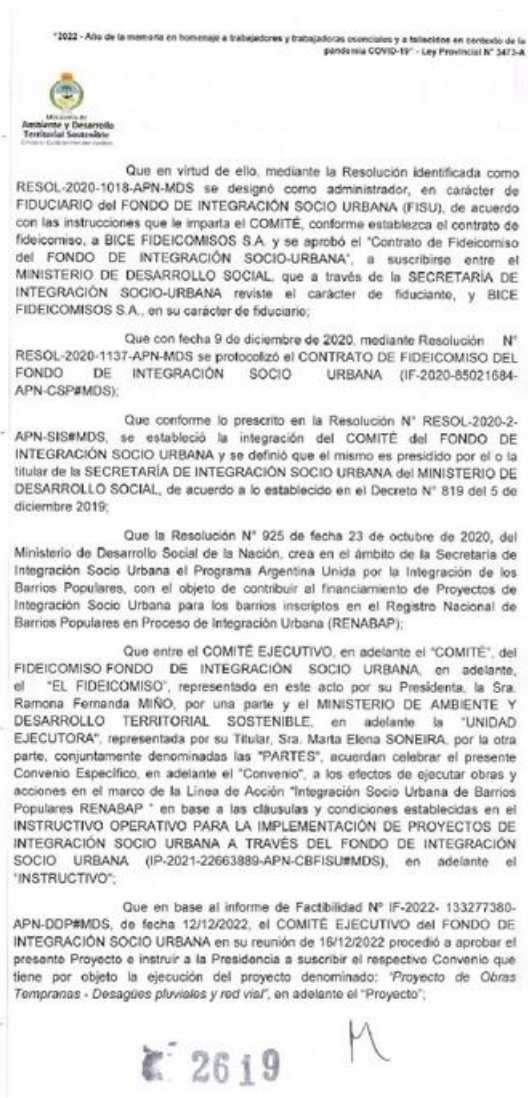 "2022 - Año de la memoria en homenaje a trabajadores y trabajadoras esenciales y a fallecidos en contexto de la
pandemia COVID-19" - Ley Provincial N° 3473-A
Ministerio de
Ambiente y Desarrollo
Territorial Sostenible
Que en virtud de ello, mediante la Resolución identificada como
RESOL-2020-1018-APN-MDS se designó como administrador, en carácter de
FIDUCIARIO del FONDO DE INTEGRACIÓN SOCIO URBANA (FISU), de acuerdo
con las instrucciones que le imparta el COMITÉ, conforme establezca el contrato de
fideicomiso, a BICE FIDEICOMISOS S.A. y se aprobó el "Contrato de Fideicomiso
del FONDO DE INTEGRACIÓN SOCIO-URBANA", a suscribirse entre el
MINISTERIO DE DESARROLLO SOCIAL, que a través de la SECRETARÍA DE
INTEGRACIÓN SOCIO-URBANA reviste el carácter de fiduciante, y BICE
FIDEICOMISOS S.A., en su carácter de fiduciario;
Que con fecha 9 de diciembre de 2020, mediante Resolución N°
RESOL-2020-1137-APN-MDS se protocolizó el CONTRATO DE FIDEICOMISO DEL
FONDO DE INTEGRACIÓN SOCIO URBANA (IF-2020-85021684-
APN-CSP#MDS);
Que conforme lo prescrito en la Resolución N° RESOL-2020-2-
APN-SIS#MDS, se estableció la integración del COMITÉ del FONDO DE
INTEGRACIÓN SOCIO URBANA y se definió que el mismo es presidido por el o la
titular de la SECRETARÍA DE INTEGRACIÓN SOCIO URBANA del MINISTERIO DE
DESARROLLO SOCIAL, de acuerdo a lo establecido en el Decreto N° 819 del 5 de
diciembre 2019;
Que la Resolución N° 925 de fecha 23 de octubre de 2020, del
Ministerio de Desarrollo Social de la Nación, crea en el ámbito de la Secretaria de
Integración Socio Urbana el Programa Argentina Unida por la Integración de los
Barrios Populares, con el objeto de contribuir al financiamiento de Proyectos de
Integración Socio Urbana para los barrios inscriptos en el Registro Nacional de
Barrios Populares en Proceso de Integración Urbana (RENABAP);
Que entre el COMITÉ EJECUTIVO, en adelante el "COMITÉ", del
FIDEICOMISO FONDO DE INTEGRACIÓN SOCIO URBANA, en adelante,
el "EL FIDEICOMISO", representado en este acto por su Presidenta, la Sra.
Ramona Fernanda MIÑO, por una parte y el MINISTERIO DE AMBIENTE Y
DESARROLLO TERRITORIAL SOSTENIBLE, en adelante la "UNIDAD
EJECUTORA", representada por su Titular, Sra. Marta Elena SONEIRA, por la otra
parte, conjuntamente denominadas las "PARTES", acuerdan celebrar el presente
Convenio Específico, en adelante el "Convenio", a los efectos de ejecutar obras y
acciones en el marco de la Línea de Acción "Integración Socio Urbana de Barrios
Populares RENABAP " en base a las cláusulas y condiciones establecidas en el
INSTRUCTIVO OPERATIVO PARA LA IMPLEMENTACIÓN DE PROYECTOS DE
INTEGRACIÓN SOCIO URBANA A TRAVÉS DEL FONDO DE INTEGRACIÓN
SOCIO URBANA (IP-2021-22663889-APN-CBFISU#MDS), en adelante el
"INSTRUCTIVO";
Que en base al informe de Factibilidad N° IF-2022- 133277380-
APN-DDP#MDS, de fecha 12/12/2022, el COMITÉ EJECUTIVO del FONDO DE
INTEGRACIÓN SOCIO URBANA en su reunión de 16/12/2022 procedió a aprobar el
presente Proyecto e instruir a la Presidencia a suscribir el respectivo Convenio que
tiene por objeto la ejecución del proyecto denominado: "Proyecto de Obras
Tempranas - Desagües pluviales y red vial", en adelante el "Proyecto";
2619